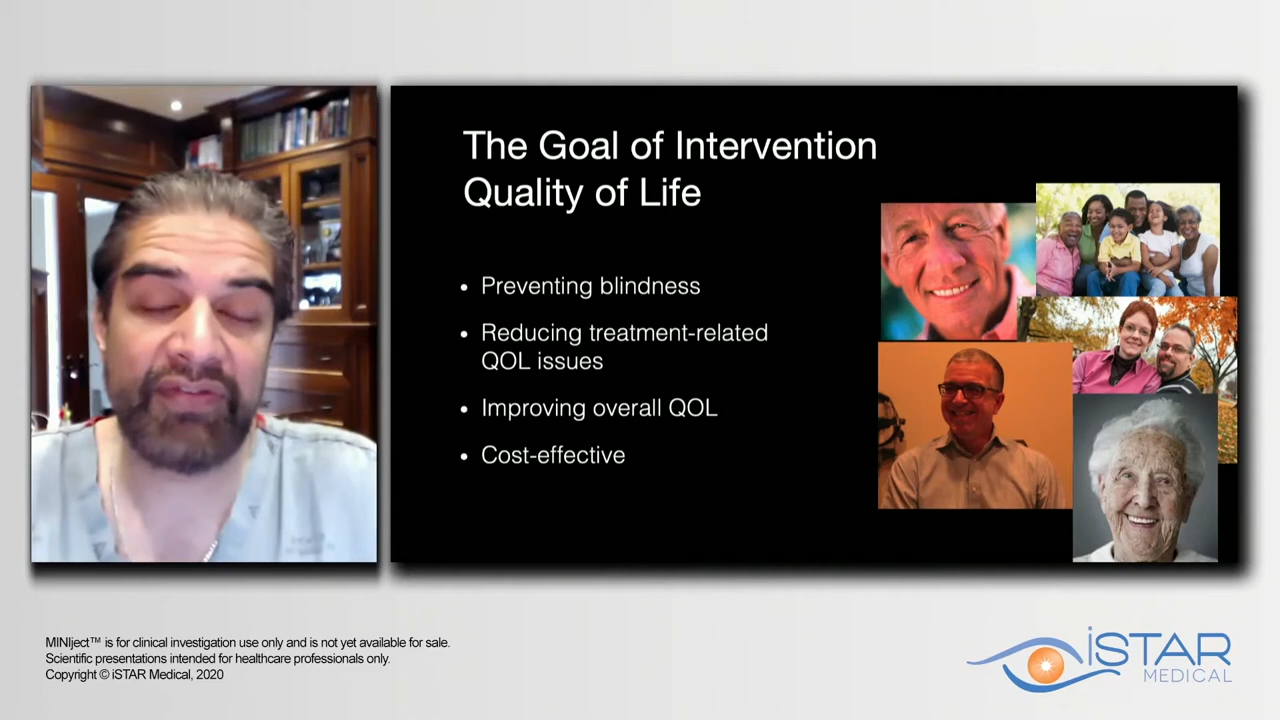 The Goal of Intervention
Quality of Life
• Preventing blindness
• Reducing treatment-related
QOL issues
• Improving overall QOL
• Cost-effective
MINIject™ is for clinical investigation use only and is not yet available for sale.
Scientific presentations intended for healthcare professionals only.
Copyright © iSTAR Medical, 2020
iSTAR
MEDICAL